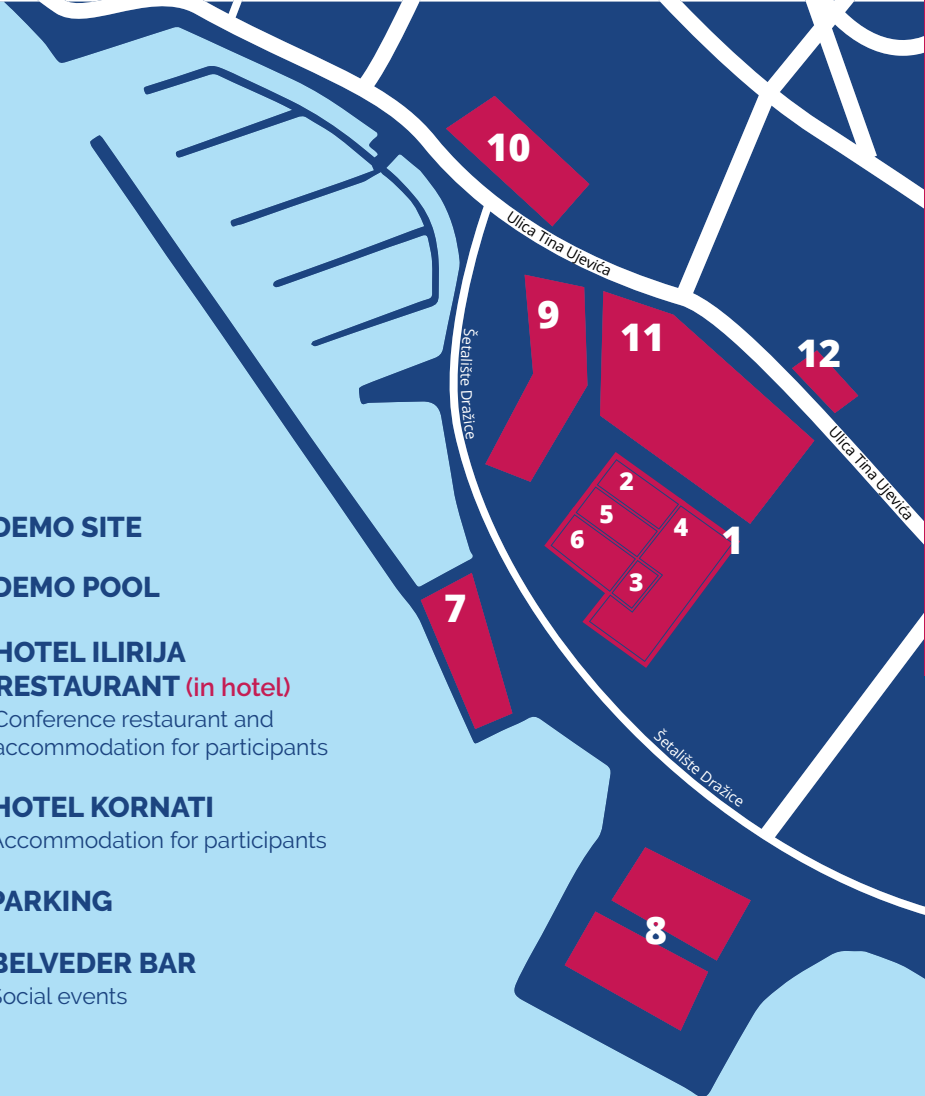 10
Ulica Tina Ujevića
9
11
12
Šetalište Dražice
Ulica Tina Ujevića
2
5
4
6
1
3
7
DEMO SITE
DEMO POOL
HOTEL ILIRIJA
RESTAURANT (in hotel)
Conference restaurant and
accommodation for participants
Šetalište Dražice
HOTEL KORNATI
Accommodation for participants
PARKING
8
BELVEDER BAR
Social events